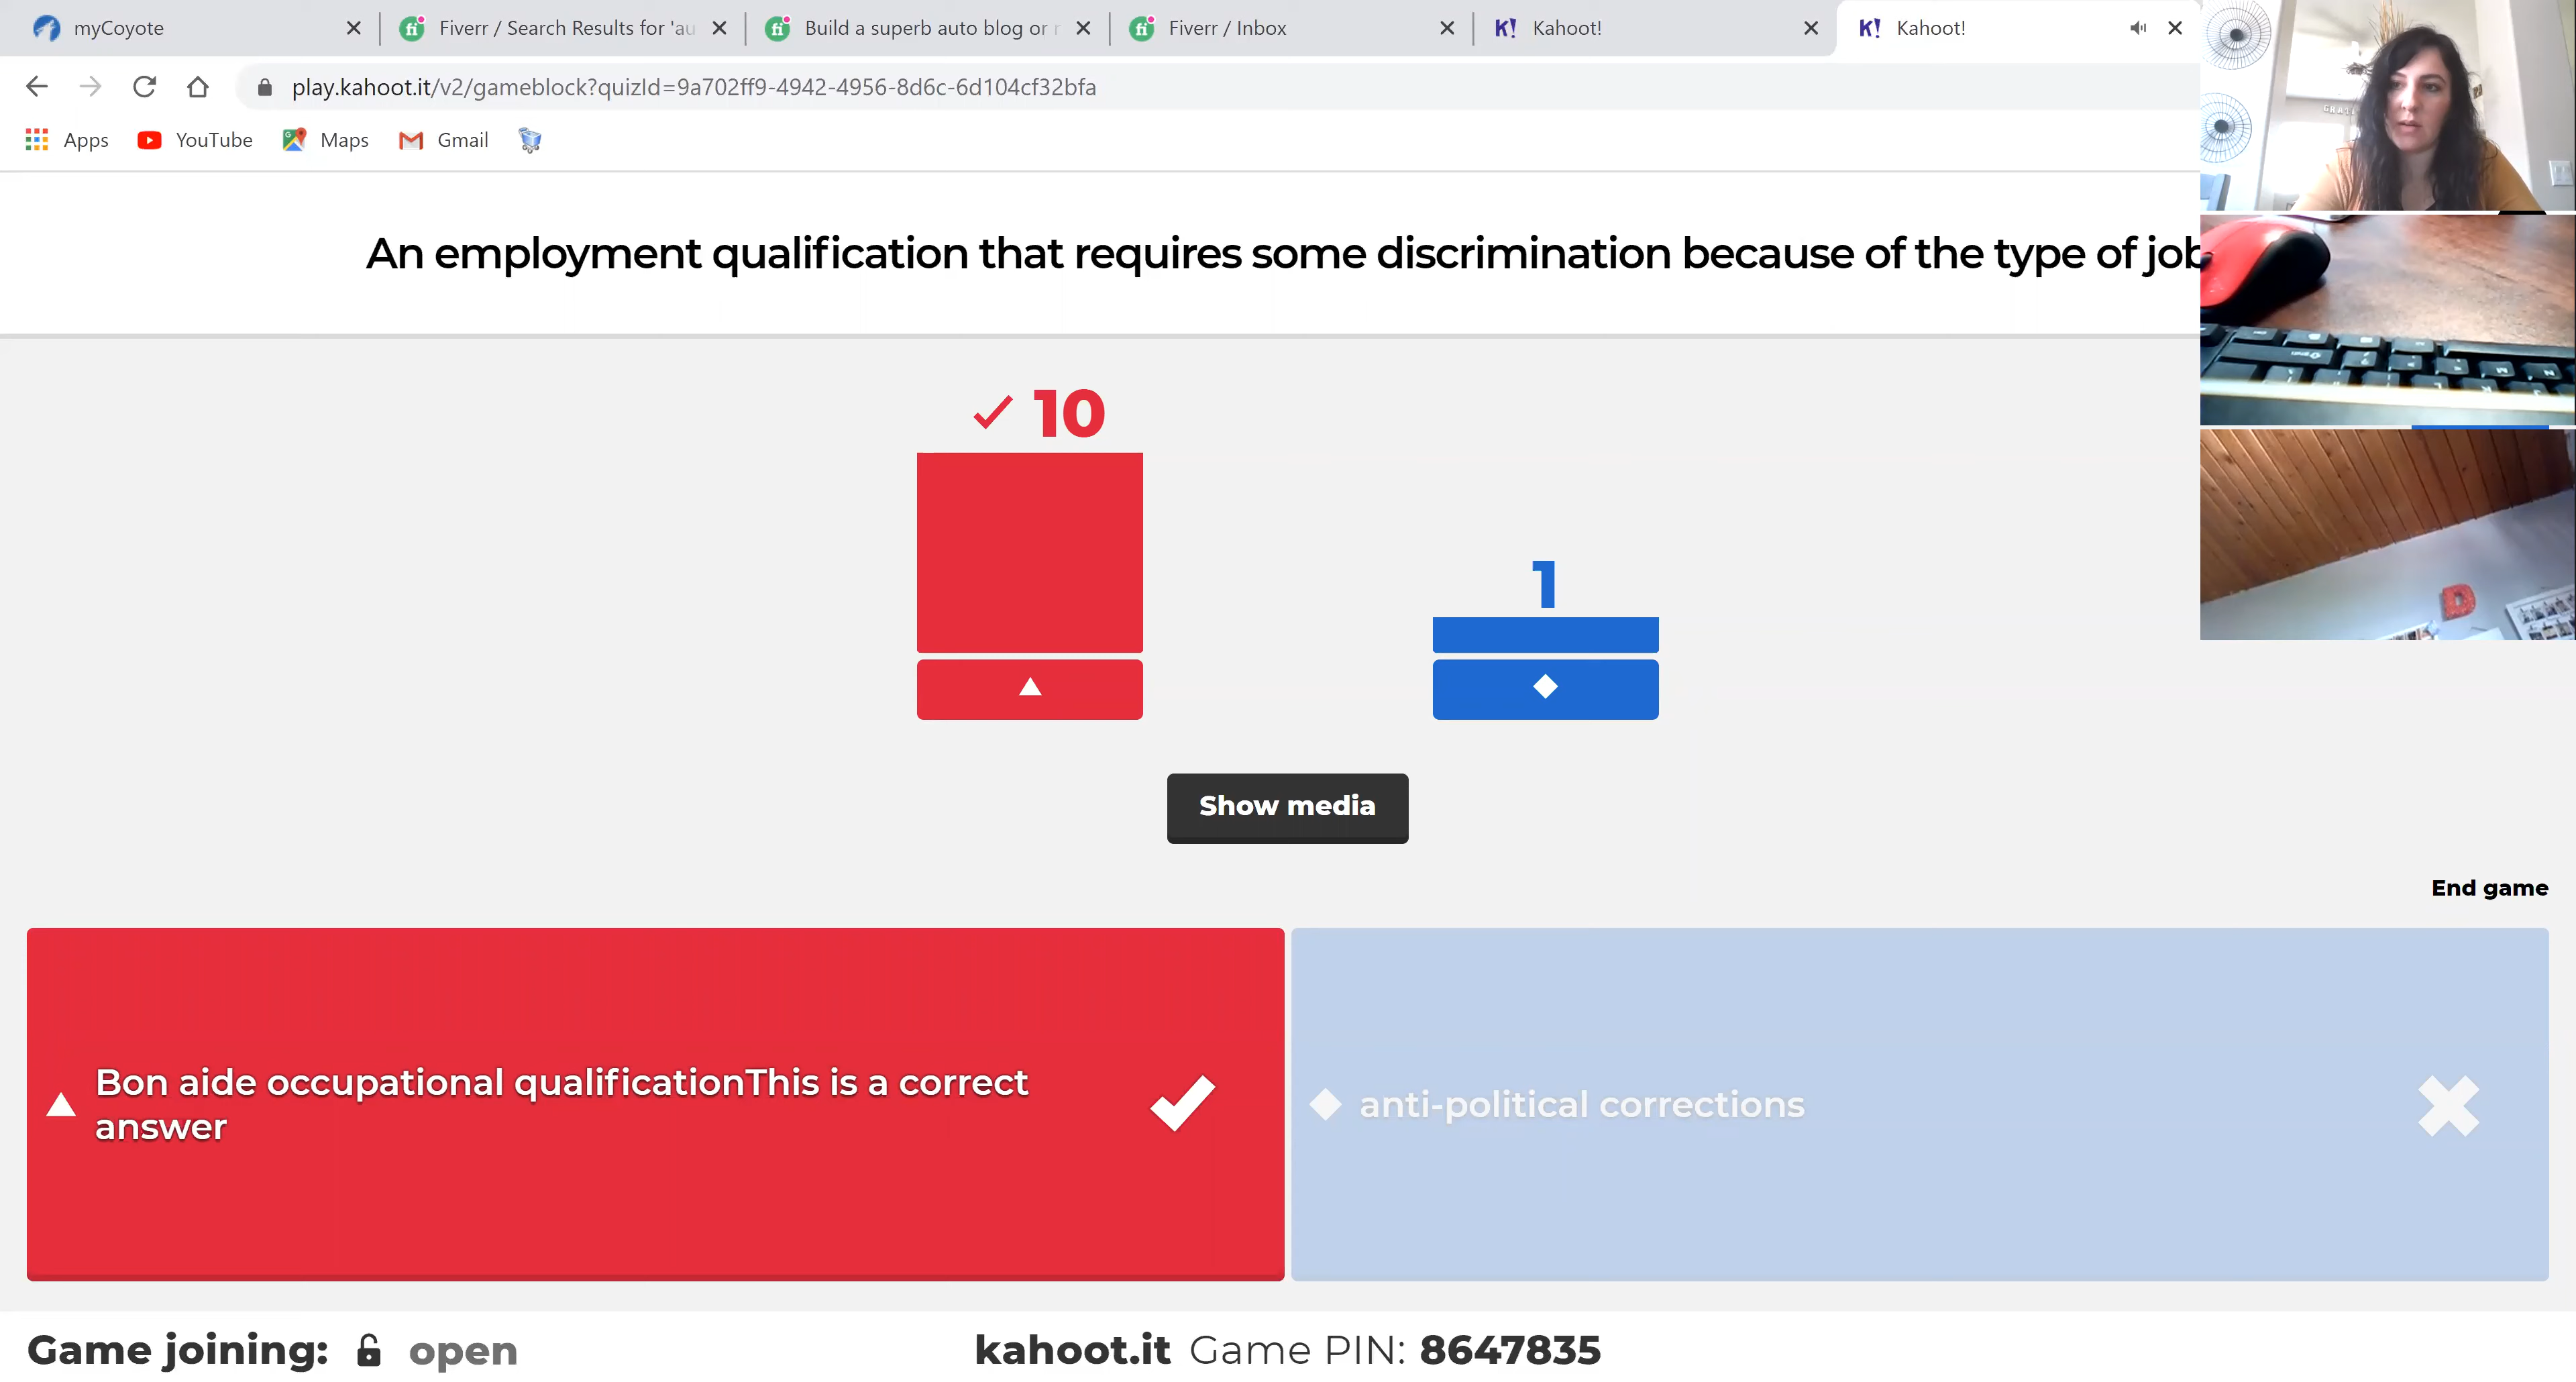 myCoyote
Fiverr / Search Results for 'au
Build a superb auto blog or
Fiverr / Inbox
Kahoot!
Kahoot!
play.kahoot.it/v2/gameblock?quizId=9a702ff9-4942-4956-8d6c-6d104cf32bfa
Apps
YouTube
Maps
Gmail
An employment qualification that requires some discrimination because of the type of job
10
1
Show media
End game
Bon aide occupational qualificationThis is a correct
answer
anti-political corrections
Game joining: open
kahoot.it Game PIN: 8647835
D